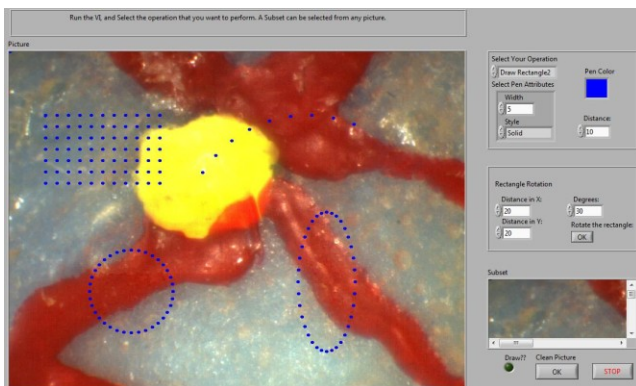 Run the VI, and Select the operation that you want to perform. A Subset can be selected from any picture.
Picture
Select Your Operation
Draw Rectangle2
Pen Color
Select Pen Attributes
Width
5
Style
Solid
Distance:
10
Rectangle Rotation
Distance in X:
20
Degrees:
30
Distance in Y:
20
Rotate the rectangle:
OK
Subset
Draw??
Clean Picture
OK
STOP